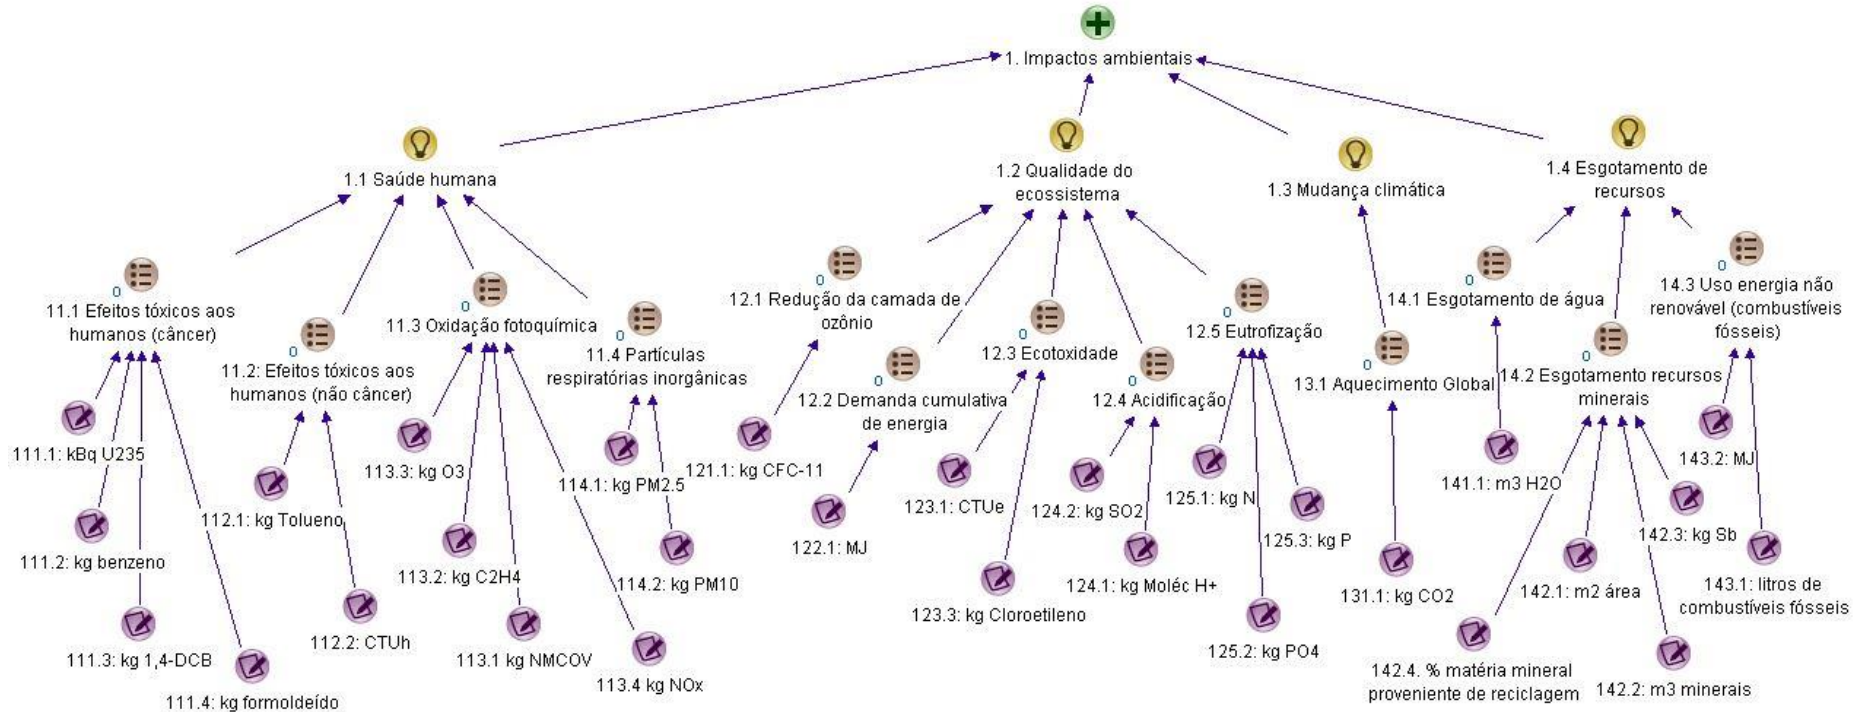 1. Impactos ambientais
1.1 Saúde humana
1.2 Qualidade do
ecossistema
1.3 Mudança climática
1.4 Esgotamento de
recursos
0
11.1 Efeitos tóxicos aos
humanos (câncer)
0
11.2: Efeitos tóxicos aos
humanos (não câncer)
0
11.3 Oxidação fotoquímica
0
11.4 Partículas
respiratórias inorgânicas
0
12.1 Redução da camada de
ozônio
0
12.2 Demanda cumulativa
de energia
0
12.3 Ecotoxidade
0
12.4 Acidificação
0
12.5 Eutrofização
0
13.1 Aquecimento Global
0
14.1 Esgotamento de água
0
14.2 Esgotamento recursos
minerais
0
14.3 Uso energia não
renovável (combustíveis
fósseis)
111.1: kBq U235
111.2: kg benzeno
111.3: kg 1,4-DCB
111.4: kg formoldeído
112.1: kg Tolueno
112.2: CTUh
113.3: kg O3
113.2: kg C2H4
113.1 kg NMCOV
113.4 kg NOx
114.1: kg PM2.5
114.2: kg PM10
121.1: kg CFC-11
122.1: MJ
123.1: CTUe
123.3: kg Cloroetileno
124.2: kg SO2
124.1: kg Moléc H+
125.1: kg N
125.3: kg P
125.2: kg PO4
131.1: kg CO2
141.1: m3 H2O
142.4. % matéria mineral
proveniente de reciclagem
142.1: m2 área
142.2: m3 minerais
142.3: kg Sb
143.2: MJ
143.1: litros de
combustíveis fósseis